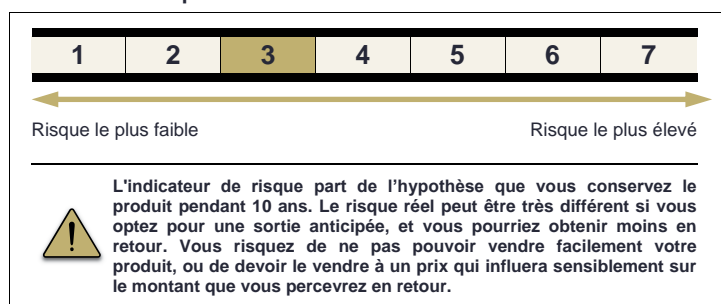 1 2 3 4 5 6 7
Risque le plus faible Risque le plus élevé
L'indicateur de risque part de l’hypothèse que vous conservez le
produit pendant 10 ans. Le risque réel peut être très différent si vous
optez pour une sortie anticipée, et vous pourriez obtenir moins en
retour. Vous risquez de ne pas pouvoir vendre facilement votre
produit, ou de devoir le vendre à un prix qui influera sensiblement sur
le montant que vous percevrez en retour.